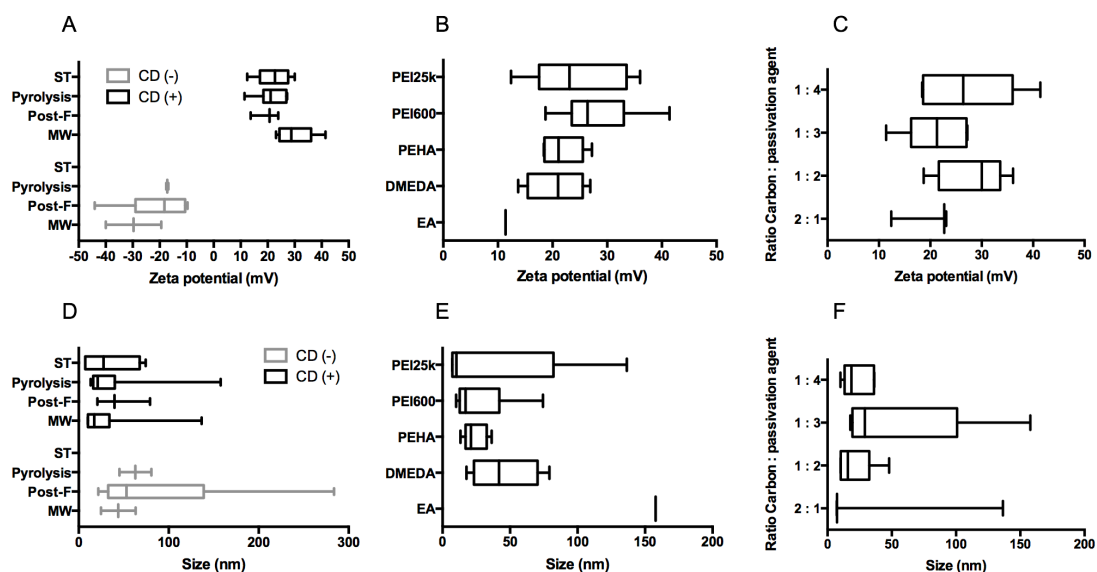 A
ST
Pyrolysis
Post-F
MW
ST
Pyrolysis
Post-F
MW
CD (-)
CD (+)
-50 -40 -30 -20 -10 0 10 20 30 40 50
Zeta potential (mV)
B
PEI25k
PEI600
PEHA
DMEDA
EA
0 10 20 30 40 50
Zeta potential (mV)
C
Ratio Carbon : passivation agent
1 : 4
1 : 3
1 : 2
2 : 1
0 10 20 30 40 50
Zeta potential (mV)
D
ST
Pyrolysis
Post-F
MW
ST
Pyrolysis
Post-F
MW
CD (-)
CD (+)
0 100 200 300
Size (nm)
E
PEI25k
PEI600
PEHA
DMEDA
EA
0 50 100 150 200
Size (nm)
F
Ratio Carbon : passivation agent
1 : 4
1 : 3
1 : 2
2 : 1
0 50 100 150 200
Size (nm)